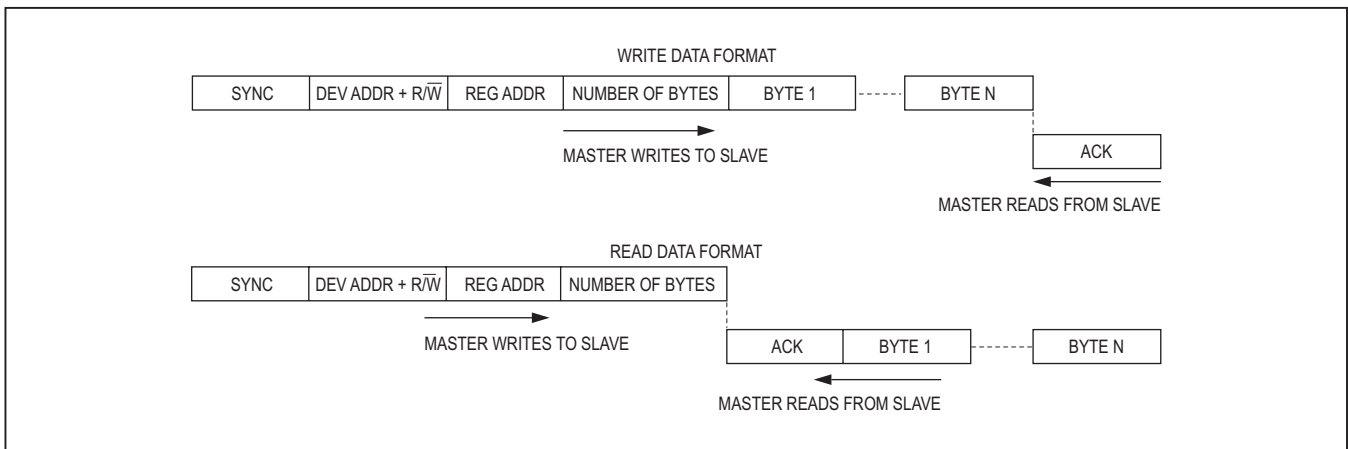 WRITE DATA FORMAT
SYNC DEV ADDR + R/W̅ REG ADDR NUMBER OF BYTES BYTE 1 BYTE N
MASTER WRITES TO SLAVE
ACK
MASTER READS FROM SLAVE
READ DATA FORMAT
SYNC DEV ADDR + R/W̅ REG ADDR NUMBER OF BYTES
MASTER WRITES TO SLAVE
ACK BYTE 1 BYTE N
MASTER READS FROM SLAVE